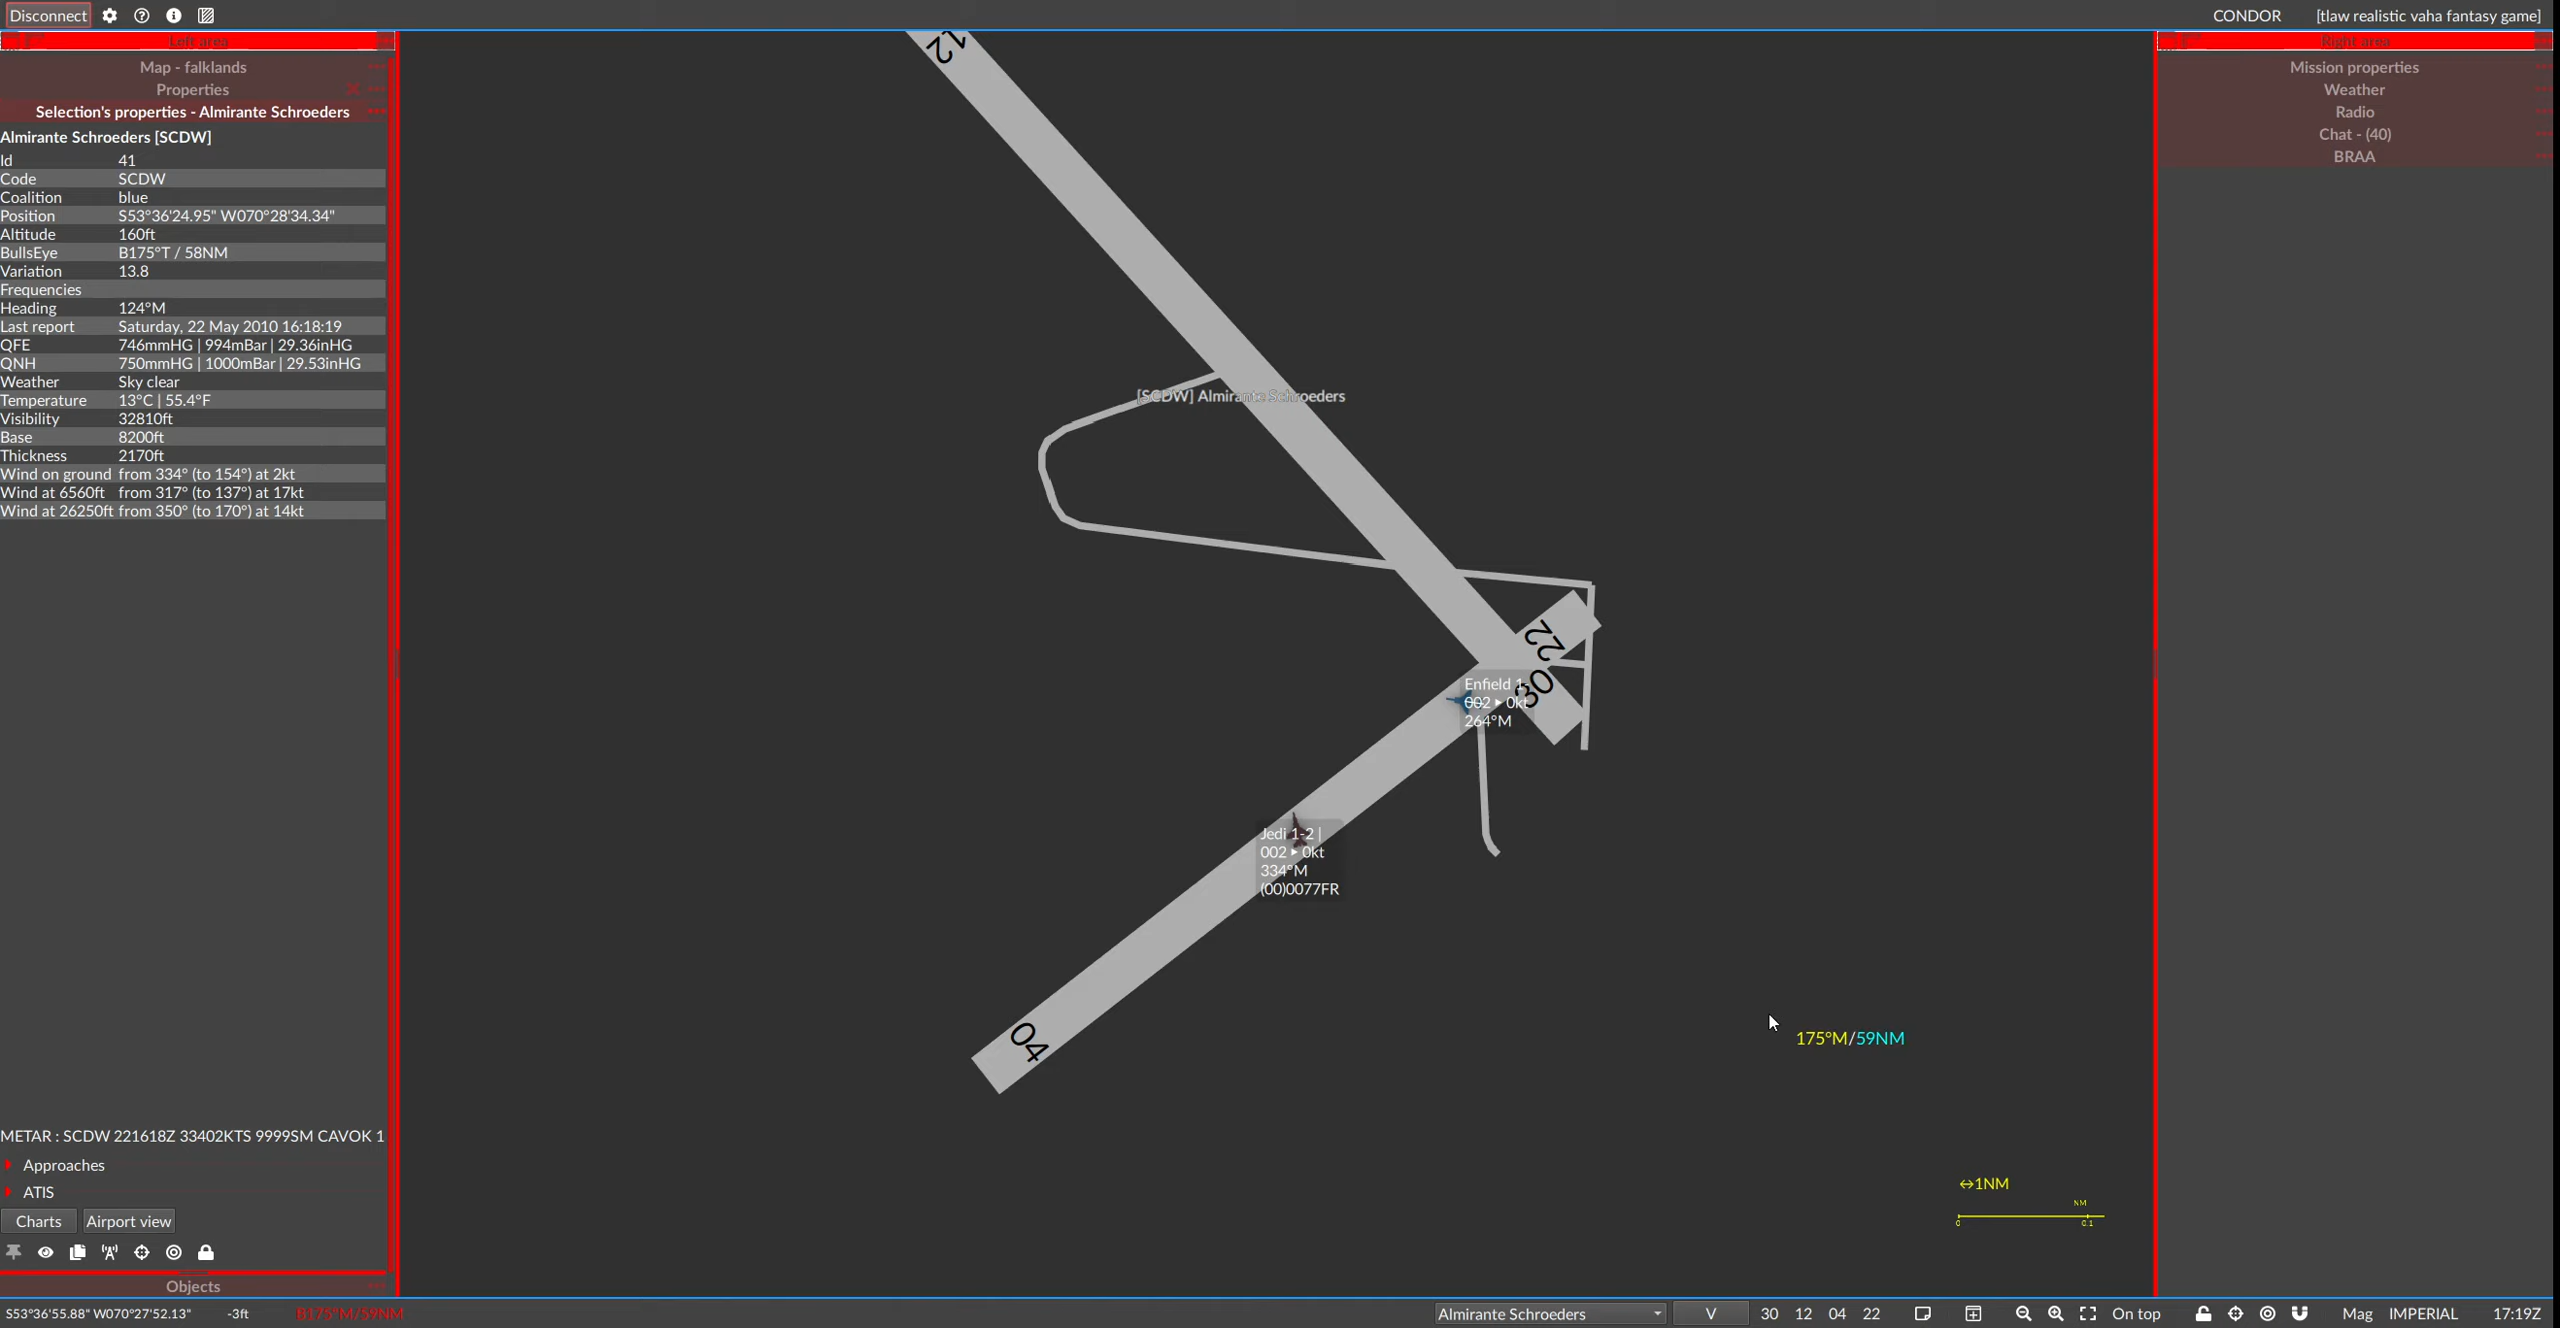 Disconnect
CONDOR [tlaw realistic vaha fantasy game]
Left area
Map - falklands
Properties
Selection's properties - Almirante Schroeders
Almirante Schroeders [SCDW]
Id 41
Code SCDW
Coalition blue
Position S53°36'24.95" W070°28'34.34"
Altitude 160ft
BullsEye B175°T / 58NM
Variation 13.8
Frequencies
Heading 124°M
Last report Saturday, 22 May 2010 16:18:19
QFE 746mmHG | 994mBar | 29.36inHG
QNH 750mmHG | 1000mBar | 29.53inHG
Weather Sky clear
Temperature 13°C | 55.4°F
Visibility 32810ft
Base 8200ft
Thickness 2170ft
Wind on ground from 334° (to 154°) at 2kt
Wind at 6560ft from 317° (to 137°) at 17kt
Wind at 26250ft from 350° (to 170°) at 14kt
METAR : SCDW 221618Z 33402KTS 9999SM CAVOK 1
Approaches
ATIS
Charts Airport view
Objects
12
[SCDW] Almirante Schroeders
22
30
Enfield 1-
002 ▸ 0kt
264°M
Jedi 1-2 |
002 ▸ 0kt
334°M
(00)0077FR
04
175°M/59NM
↔1NM
NM
0 0.1
Right area
Mission properties
Weather
Radio
Chat - (40)
BRAA
S53°36'55.88" W070°27'52.13" -3ft B175°M/59NM
Almirante Schroeders V 30 12 04 22 On top Mag IMPERIAL 17:19Z